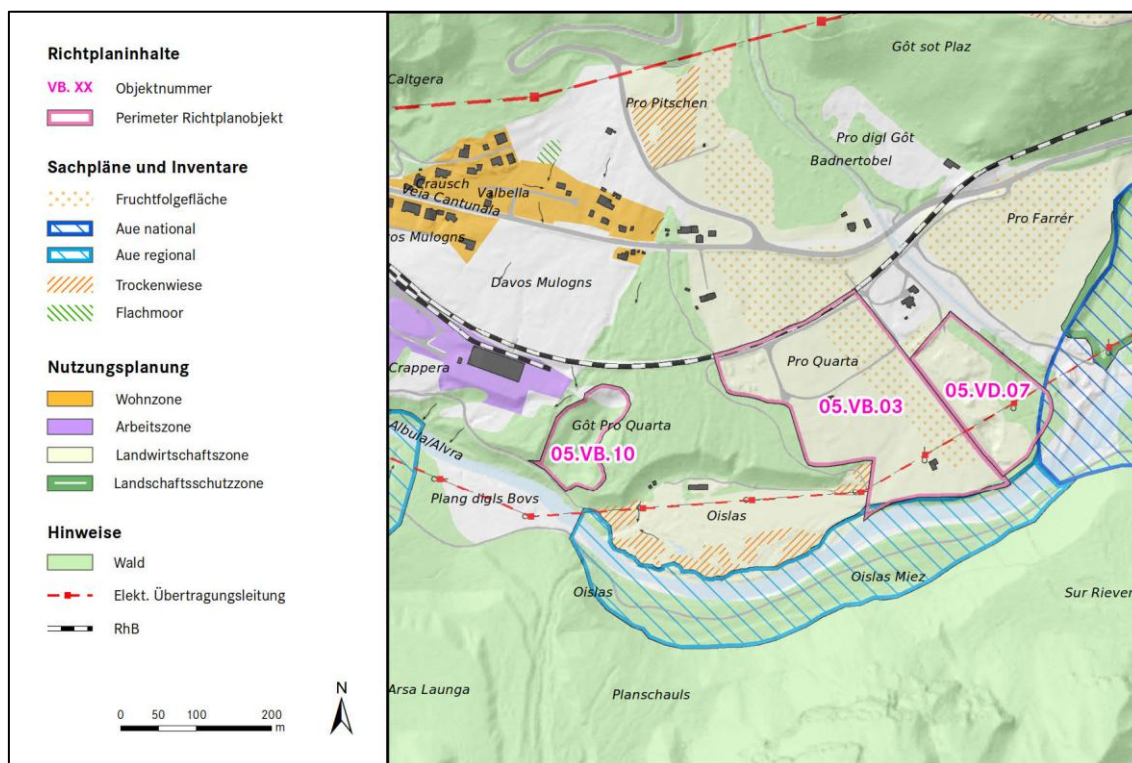 Richtplaninhalte
VB. XX Objektnummer
Perimeter Richtplanobjekt
Sachpläne und Inventare
Fruchtfolgefläche
Aue national
Aue regional
Trockenwiese
Flachmoor
Nutzungsplanung
Wohnzone
Arbeitszone
Landwirtschaftszone
Landschaftsschutzzone
Hinweise
Wald
Elekt. Übertragungsleitung
RhB
N
0 50 100 200
m
Gôt sot Plaz
Caltgera
Pro Pitschen
Pro digl Gôt
Badnertobel
Crausch
Valbella
Veia Cantunala
Pro Farrér
Davos Mulogns
Crappera
Pro Quarta
05.VD.07
05.VB.03
Gôt Pro Quarta
Albula/Alvra
05.VB.10
Plang digls Bovs
Oislas
Oislas Miez
Oislas
Arsa Launga
Planschauls